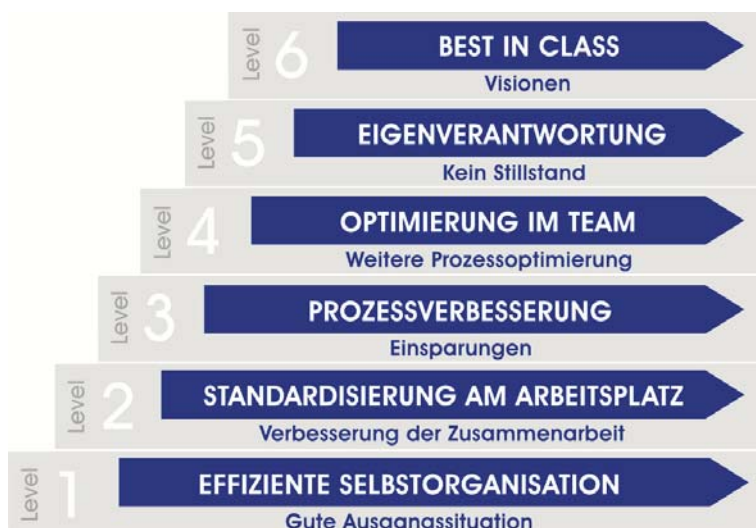 Level 6
BEST IN CLASS
Visionen
Level 5
EIGENVERANTWORTUNG
Kein Stillstand
Level 4
OPTIMIERUNG IM TEAM
Weitere Prozessoptimierung
Level 3
PROZESSVERBESSERUNG
Einsparungen
Level 2
STANDARDISIERUNG AM ARBEITSPLATZ
Verbesserung der Zusammenarbeit
Level 1
EFFIZIENTE SELBSTORGANISATION
Gute Ausgangssituation